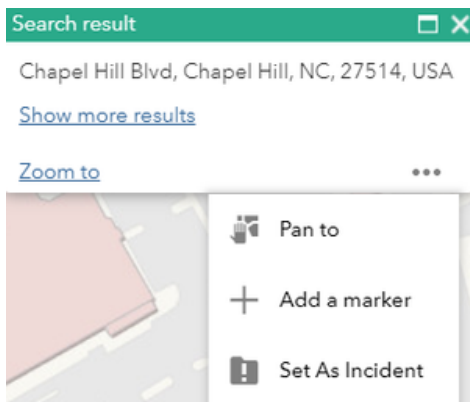 Search result
Chapel Hill Blvd, Chapel Hill, NC, 27514, USA
Show more results
Zoom to
Pan to
Add a marker
Set As Incident